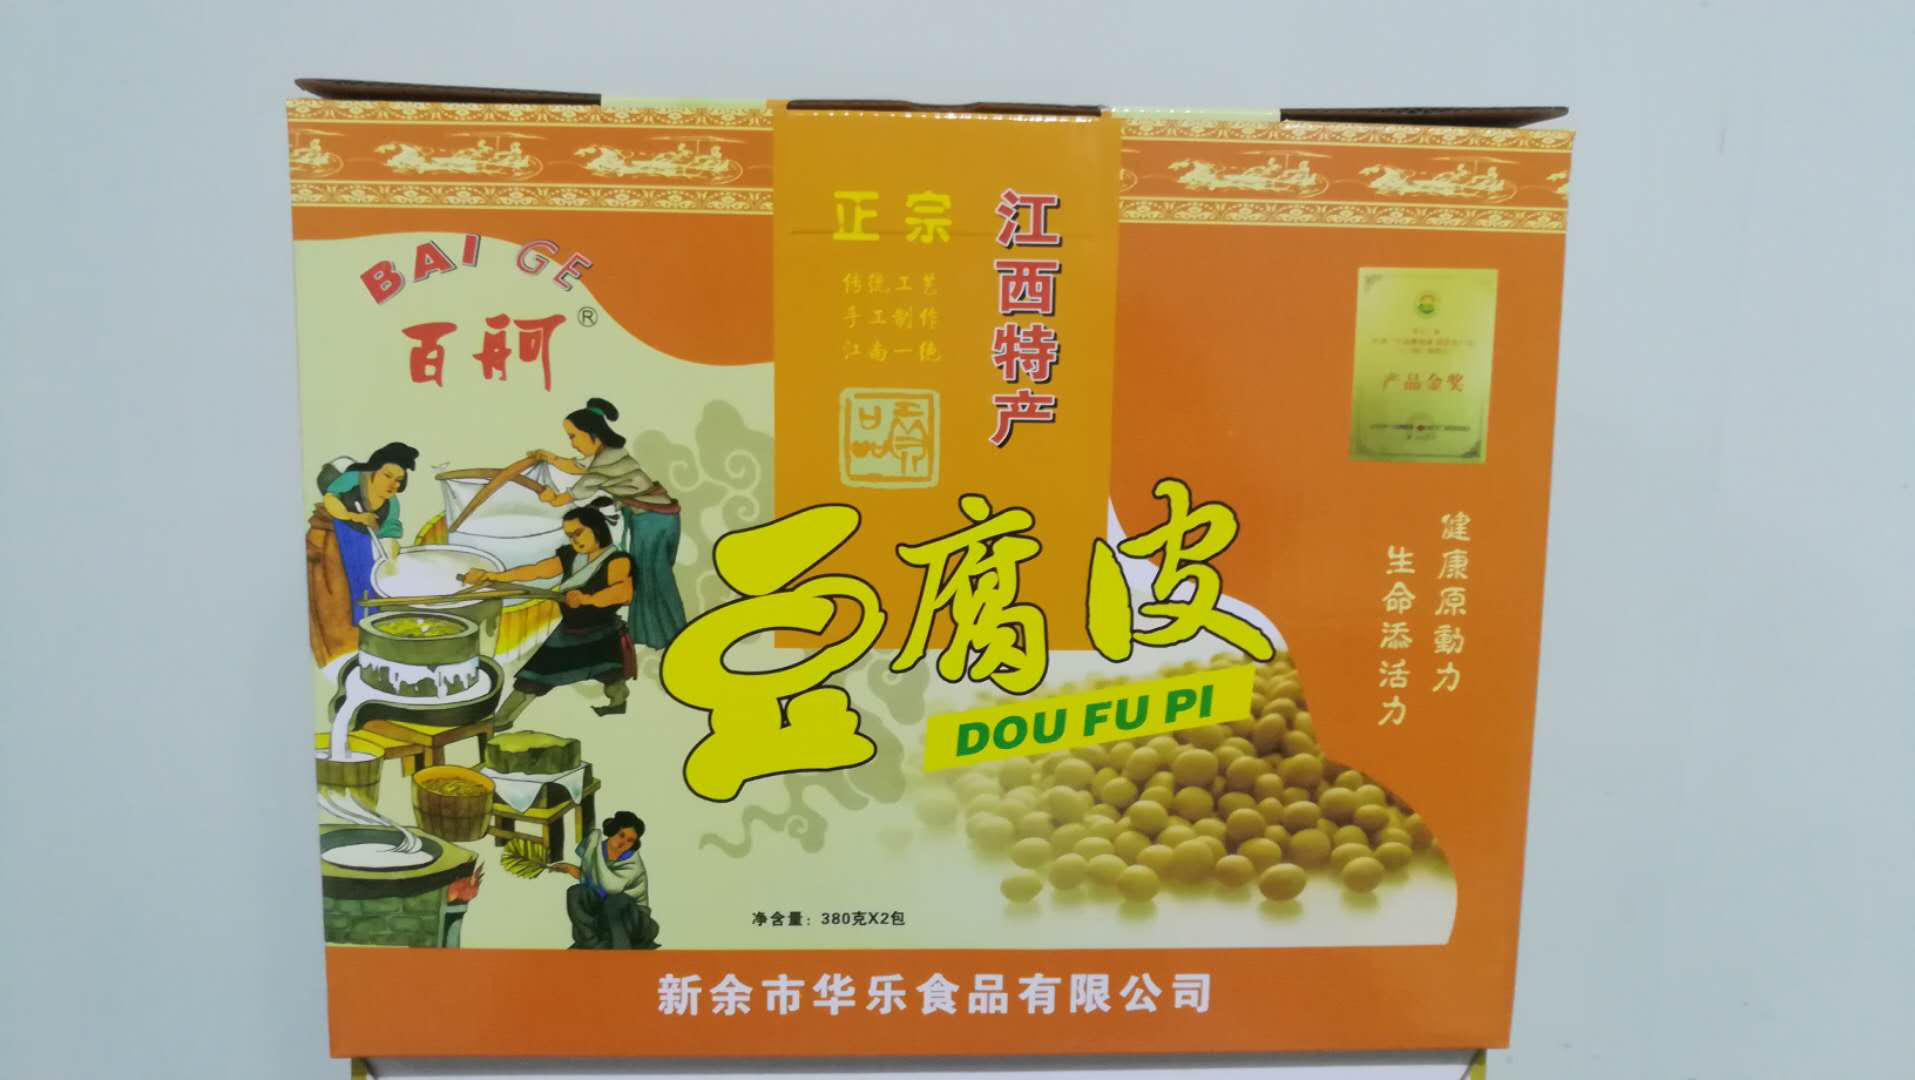 BAI GE
百舸®
正宗
传统工艺
手工制作
江南一绝
江西特产
产品金奖
豆腐皮
DOU FU PI
健康原動力
生命添活力
净含量：380克X2包
新余市华乐食品有限公司